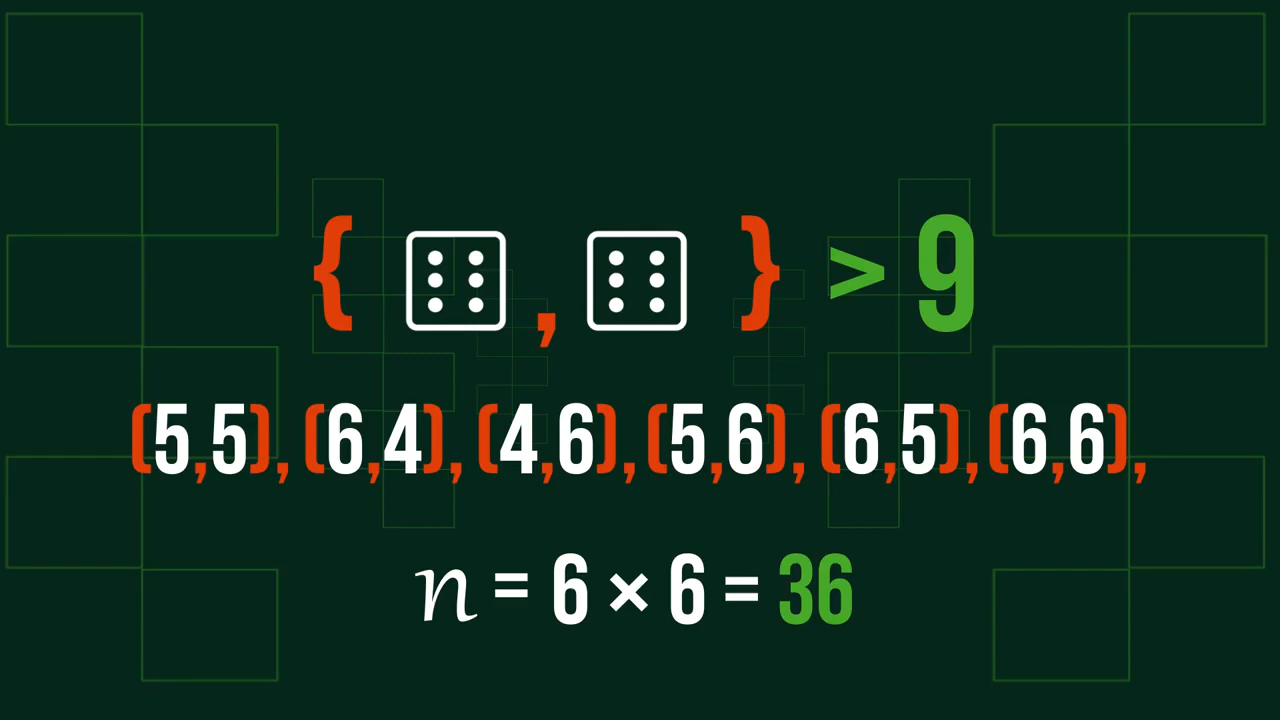 { , } > 9
(5,5), (6,4), (4,6), (5,6), (6,5), (6,6),
n = 6 × 6 = 36